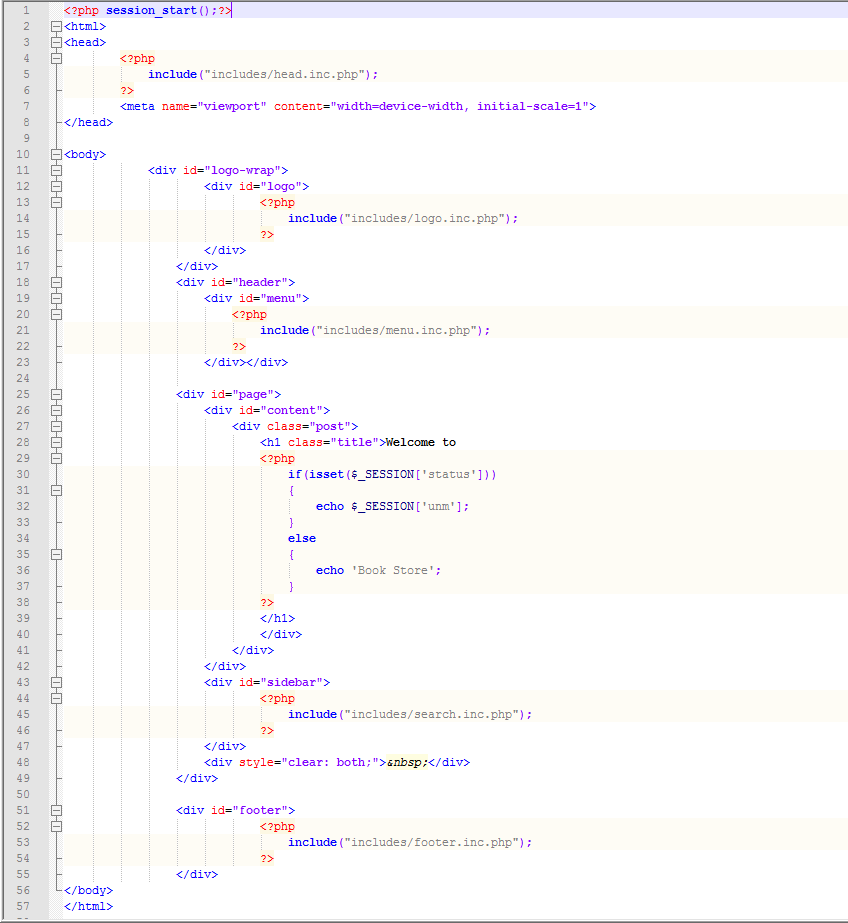 1 <?php session_start();?>
2 <html>
3 <head>
4 <?php
5 include("includes/head.inc.php");
6 ?>
7 <meta name="viewport" content="width=device-width, initial-scale=1">
8 </head>
9
10 <body>
11 <div id="logo-wrap">
12 <div id="logo">
13 <?php
14 include("includes/logo.inc.php");
15 ?>
16 </div>
17 </div>
18 <div id="header">
19 <div id="menu">
20 <?php
21 include("includes/menu.inc.php");
22 ?>
23 </div></div>
24
25 <div id="page">
26 <div id="content">
27 <div class="post">
28 <h1 class="title">Welcome to
29 <?php
30 if(isset($_SESSION['status']))
31 {
32 echo $_SESSION['unm'];
33 }
34 else
35 {
36 echo 'Book Store';
37 }
38 ?>
39 </h1>
40 </div>
41 </div>
42 </div>
43 <div id="sidebar">
44 <?php
45 include("includes/search.inc.php");
46 ?>
47 </div>
48 <div style="clear: both;">&nbsp;</div>
49 </div>
50
51 <div id="footer">
52 <?php
53 include("includes/footer.inc.php");
54 ?>
55 </div>
56 </body>
57 </html>